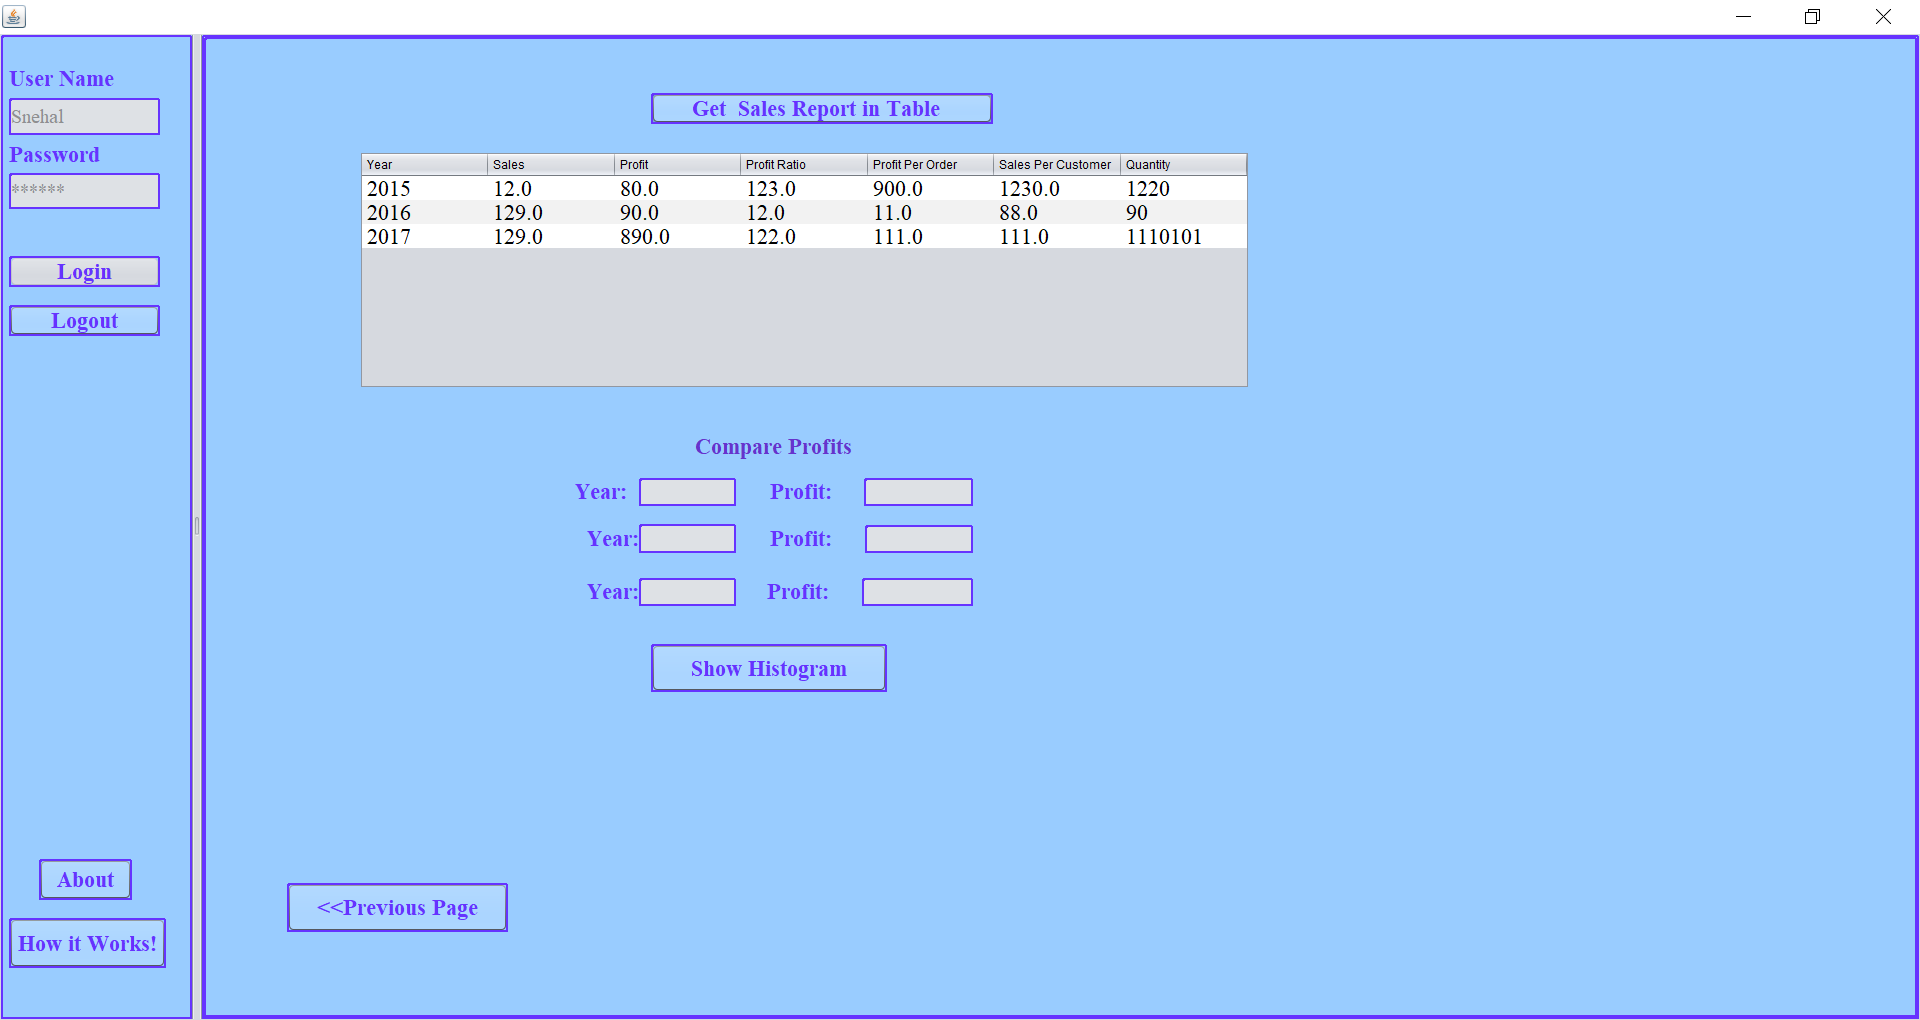 User Name
Snehal
Password
******
Login
Logout
About
How it Works!
Get  Sales Report in Table
Year Sales Profit Profit Ratio Profit Per Order Sales Per Customer Quantity
2015 12.0 80.0 123.0 900.0 1230.0 1220
2016 129.0 90.0 12.0 11.0 88.0 90
2017 129.0 890.0 122.0 111.0 111.0 1110101
Compare Profits
Year: Profit:
Year: Profit:
Year: Profit:
Show Histogram
<<Previous Page